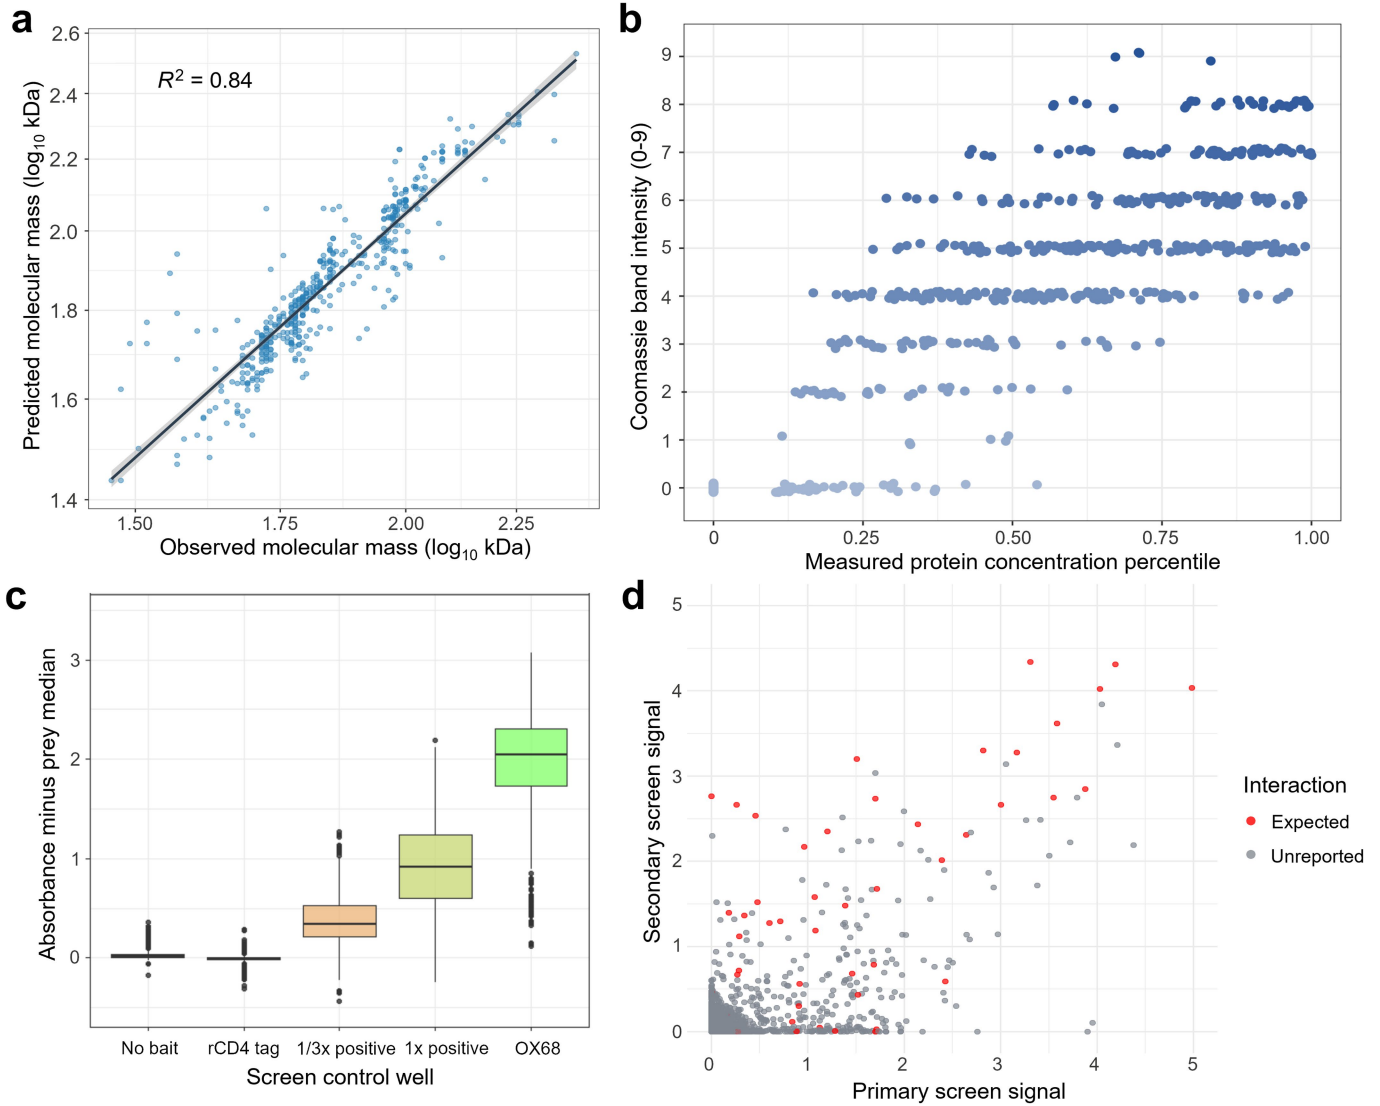 a
2.6
2.4
2.2
2.0
1.8
1.6
1.4
Predicted molecular mass (log10 kDa)
R2 = 0.84
1.50 1.75 2.00 2.25
Observed molecular mass (log10 kDa)
b
9
8
7
6
5
4
3
2
1
0
Coomassie band intensity (0-9)
0 0.25 0.50 0.75 1.00
Measured protein concentration percentile
c
3
2
1
0
Absorbance minus prey median
No bait rCD4 tag 1/3x positive 1x positive OX68
Screen control well
d
5
4
3
2
1
0
Secondary screen signal
0 1 2 3 4 5
Primary screen signal
Interaction
Expected
Unreported